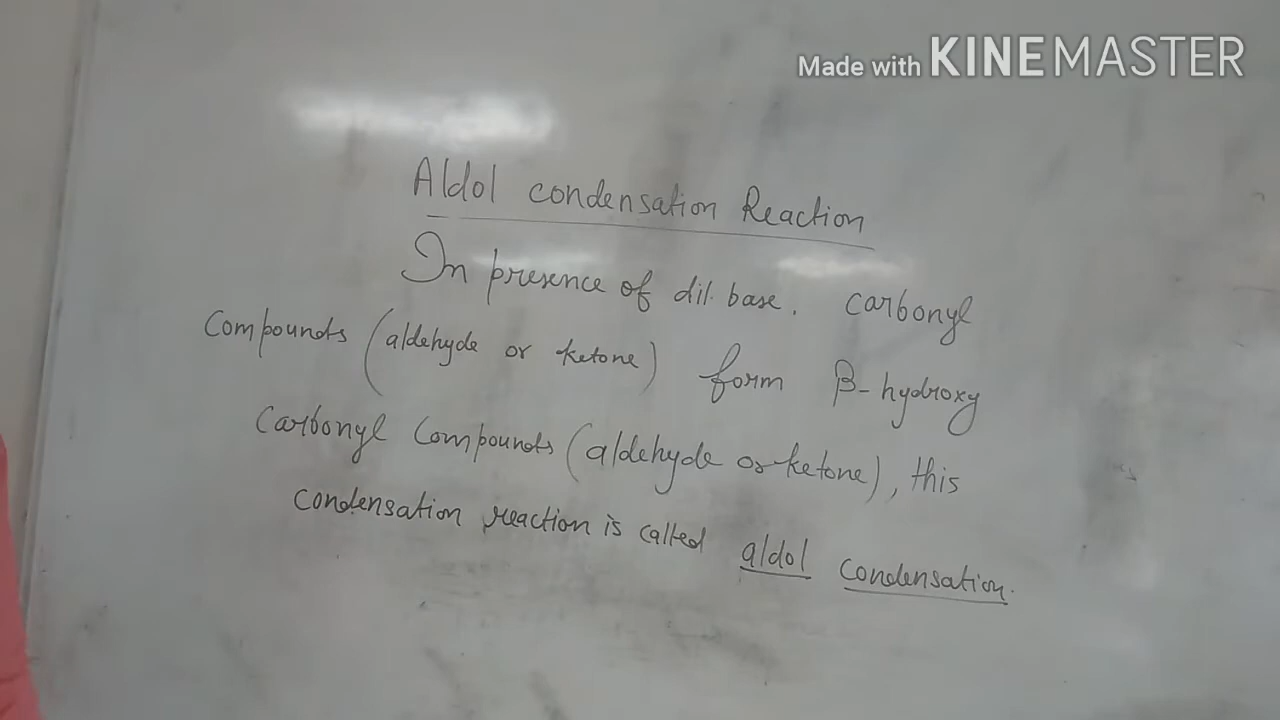 Made with KINEMASTER
Aldol condensation Reaction
In presence of dil. base. Carbonyl
Compounds (aldehyde or ketone) form β-hydroxy
Carbonyl Compounds (aldehyde or ketone), this
condensation reaction is called aldol condensation.